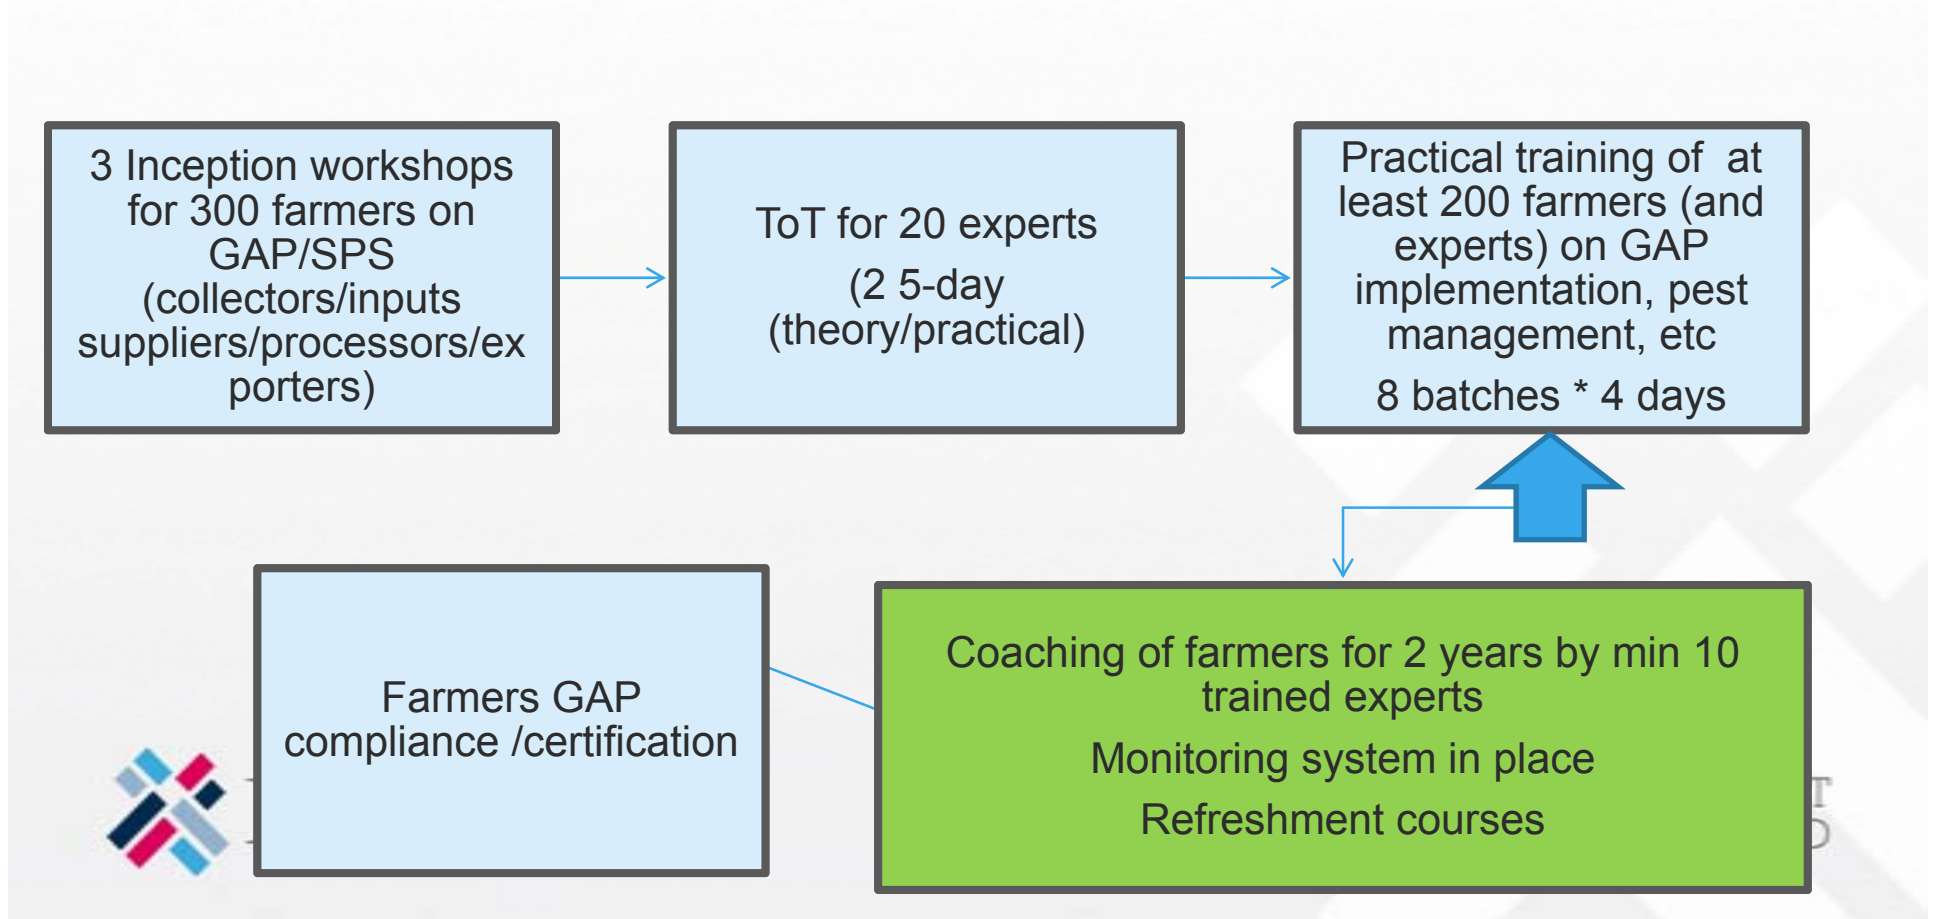 3 Inception workshops
for 300 farmers on
GAP/SPS
(collectors/inputs
suppliers/processors/ex
porters)
ToT for 20 experts
(2 5-day
(theory/practical)
Practical training of at
least 200 farmers (and
experts) on GAP
implementation, pest
management, etc
8 batches * 4 days
Coaching of farmers for 2 years by min 10
trained experts
Monitoring system in place
Refreshment courses
Farmers GAP
compliance /certification